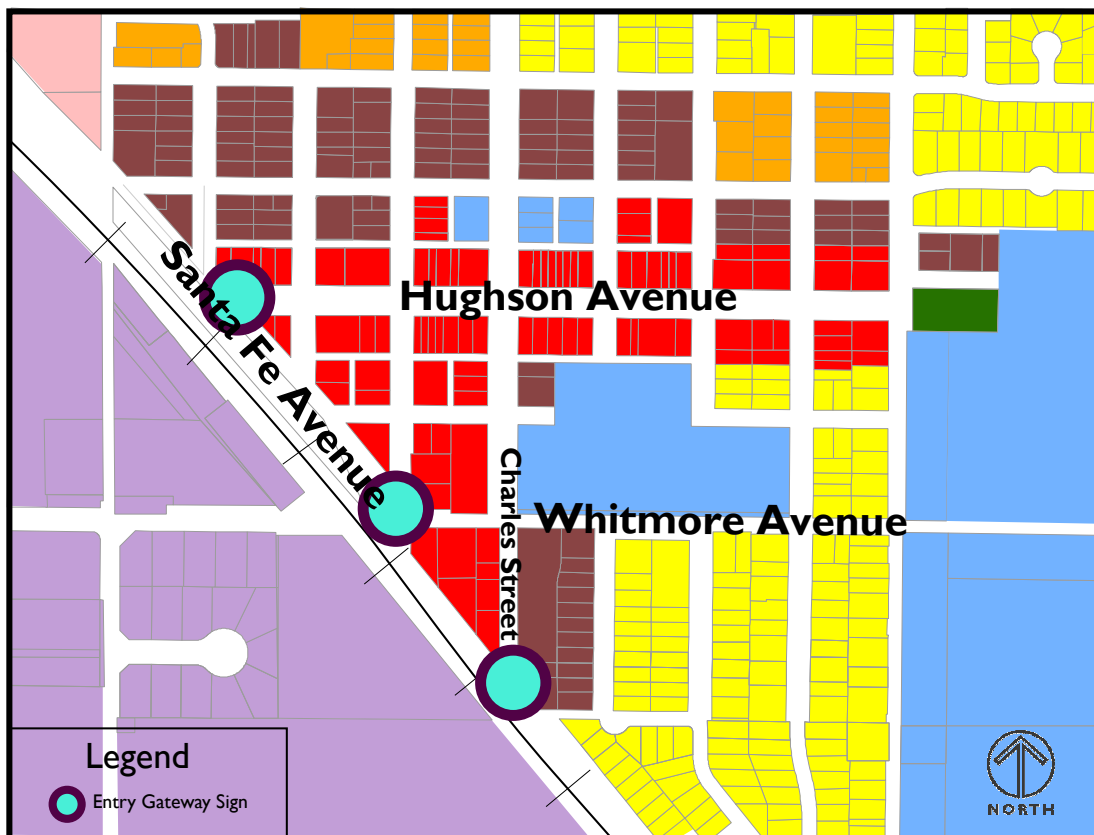 Santa Fe Avenue
Hughson Avenue
Charles Street
Whitmore Avenue
Legend
Entry Gateway Sign
NORTH